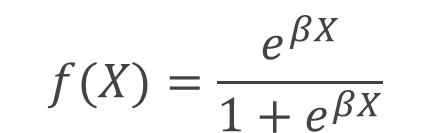 f(X) = e^{βX} / (1 + e^{βX})